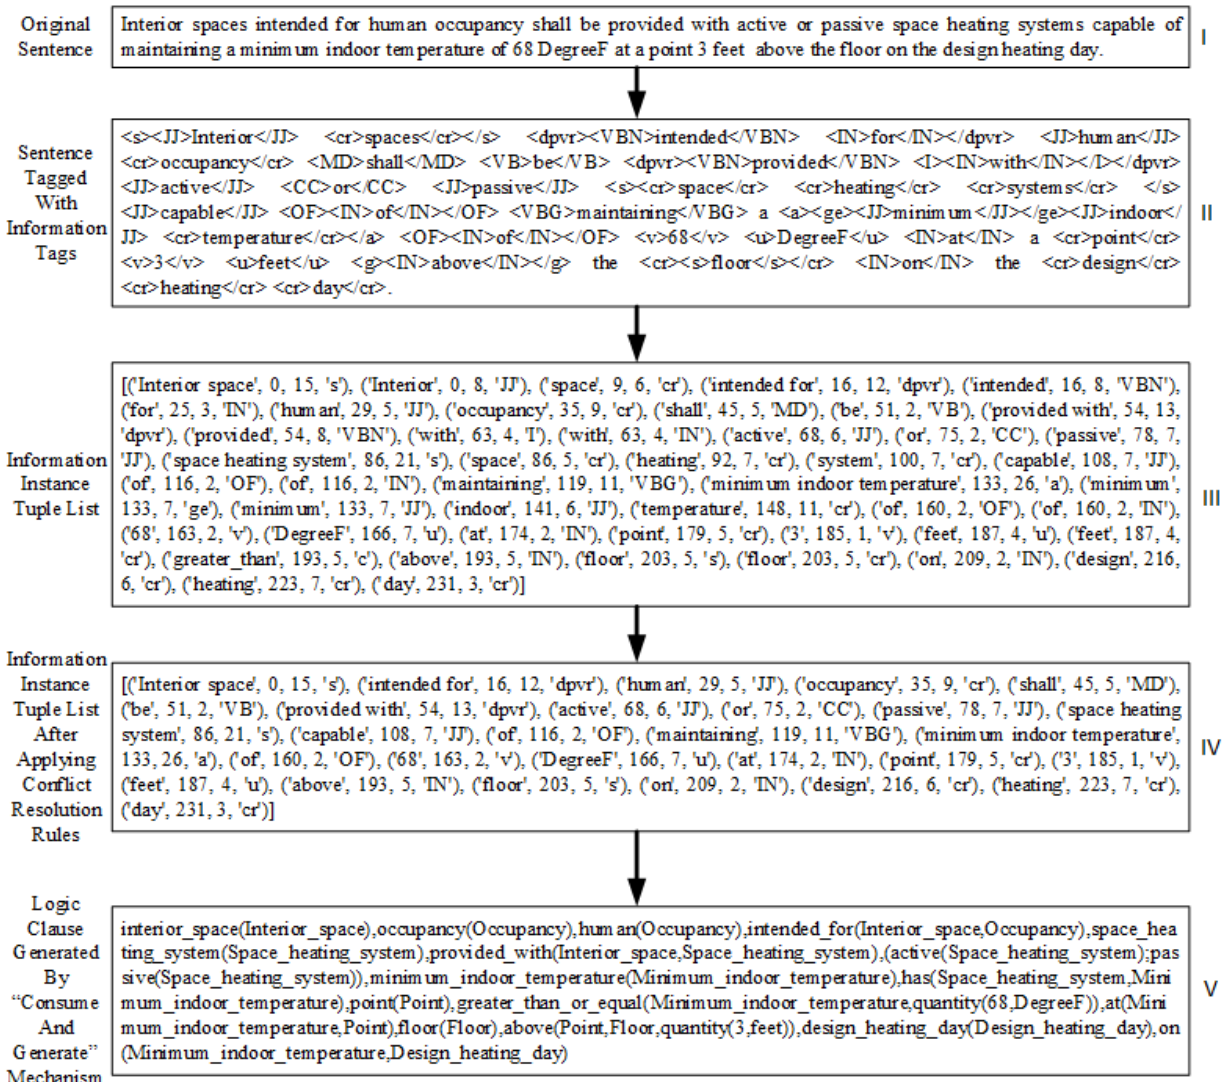 Original
Sentence
Interior spaces intended for human occupancy shall be provided with active or passive space heating systems capable of
maintaining a minimum indoor temperature of 68 DegreeF at a point 3 feet above the floor on the design heating day.
I
Sentence
Tagged
With
Information
Tags
<s><JJ>Interior</JJ> <cr>spaces</cr></s> <dpvr><VBN>intended</VBN> <IN>for</IN></dpvr> <JJ>human</JJ>
<cr>occupancy</cr> <MD>shall</MD> <VB>be</VB> <dpvr><VBN>provided</VBN> <I><IN>with</IN></I></dpvr>
<JJ>active</JJ> <CC>or</CC> <JJ>passive</JJ> <s><cr>space</cr> <cr>heating</cr> <cr>systems</cr> </s>
<JJ>capable</JJ> <OF><IN>of</IN></OF> <VBG>maintaining</VBG> a <a><ge><JJ>minimum</JJ></ge><JJ>indoor</
JJ> <cr>temperature</cr></a> <OF><IN>of</IN></OF> <v>68</v> <u>DegreeF</u> <IN>at</IN> a <cr>point</cr>
<v>3</v> <u>feet</u> <g><IN>above</IN></g> the <cr><s>floor</s></cr> <IN>on</IN> the <cr>design</cr>
<cr>heating</cr> <cr>day</cr>.
II
Information
Instance
Tuple List
[('Interior space', 0, 15, 's'), ('Interior', 0, 8, 'JJ'), ('space', 9, 6, 'cr'), ('intended for', 16, 12, 'dpvr'), ('intended', 16, 8, 'VBN'),
('for', 25, 3, 'IN'), ('human', 29, 5, 'JJ'), ('occupancy', 35, 9, 'cr'), ('shall', 45, 5, 'MD'), ('be', 51, 2, 'VB'), ('provided with', 54, 13,
'dpvr'), ('provided', 54, 8, 'VBN'), ('with', 63, 4, 'I'), ('with', 63, 4, 'IN'), ('active', 68, 6, 'JJ'), ('or', 75, 2, 'CC'), ('passive', 78, 7,
'JJ'), ('space heating system', 86, 21, 's'), ('space', 86, 5, 'cr'), ('heating', 92, 7, 'cr'), ('system', 100, 7, 'cr'), ('capable', 108, 7, 'JJ'),
('of', 116, 2, 'OF'), ('of', 116, 2, 'IN'), ('maintaining', 119, 11, 'VBG'), ('minimum indoor temperature', 133, 26, 'a'), ('minimum',
133, 7, 'ge'), ('minimum', 133, 7, 'JJ'), ('indoor', 141, 6, 'JJ'), ('temperature', 148, 11, 'cr'), ('of', 160, 2, 'OF'), ('of', 160, 2, 'IN'),
('68', 163, 2, 'v'), ('DegreeF', 166, 7, 'u'), ('at', 174, 2, 'IN'), ('point', 179, 5, 'cr'), ('3', 185, 1, 'v'), ('feet', 187, 4, 'u'), ('feet', 187, 4,
'cr'), ('greater_than', 193, 5, 'c'), ('above', 193, 5, 'IN'), ('floor', 203, 5, 's'), ('floor', 203, 5, 'cr'), ('on', 209, 2, 'IN'), ('design', 216,
6, 'cr'), ('heating', 223, 7, 'cr'), ('day', 231, 3, 'cr')]
III
Information
Instance
Tuple List
After
Applying
Conflict
Resolution
Rules
[('Interior space', 0, 15, 's'), ('intended for', 16, 12, 'dpvr'), ('human', 29, 5, 'JJ'), ('occupancy', 35, 9, 'cr'), ('shall', 45, 5, 'MD'),
('be', 51, 2, 'VB'), ('provided with', 54, 13, 'dpvr'), ('active', 68, 6, 'JJ'), ('or', 75, 2, 'CC'), ('passive', 78, 7, 'JJ'), ('space heating
system', 86, 21, 's'), ('capable', 108, 7, 'JJ'), ('of', 116, 2, 'OF'), ('maintaining', 119, 11, 'VBG'), ('minimum indoor temperature',
133, 26, 'a'), ('of', 160, 2, 'OF'), ('68', 163, 2, 'v'), ('DegreeF', 166, 7, 'u'), ('at', 174, 2, 'IN'), ('point', 179, 5, 'cr'), ('3', 185, 1, 'v'),
('feet', 187, 4, 'u'), ('above', 193, 5, 'IN'), ('floor', 203, 5, 's'), ('on', 209, 2, 'IN'), ('design', 216, 6, 'cr'), ('heating', 223, 7, 'cr'),
('day', 231, 3, 'cr')]
IV
Logic
Clause
Generated
By
“Consume
And
Generate”
Mechanism
interior_space(Interior_space),occupancy(Occupancy),human(Occupancy),intended_for(Interior_space,Occupancy),space_hea
ting_system(Space_heating_system),provided_with(Interior_space,Space_heating_system),(active(Space_heating_system);pas
sive(Space_heating_system)),minimum_indoor_temperature(Minimum_indoor_temperature),has(Space_heating_system,Mini
mum_indoor_temperature),point(Point),greater_than_or_equal(Minimum_indoor_temperature,quantity(68,DegreeF)),at(Mini
mum_indoor_temperature,Point),floor(Floor),above(Point,Floor,quantity(3,feet)),design_heating_day(Design_heating_day),on
(Minimum_indoor_temperature,Design_heating_day)
V